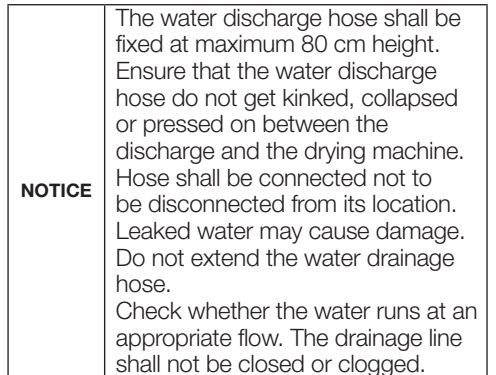 NOTICE
The water discharge hose shall be
fixed at maximum 80 cm height.
Ensure that the water discharge
hose do not get kinked, collapsed
or pressed on between the
discharge and the drying machine.
Hose shall be connected not to
be disconnected from its location.
Leaked water may cause damage.
Do not extend the water drainage
hose.
Check whether the water runs at an
appropriate flow. The drainage line
shall not be closed or clogged.